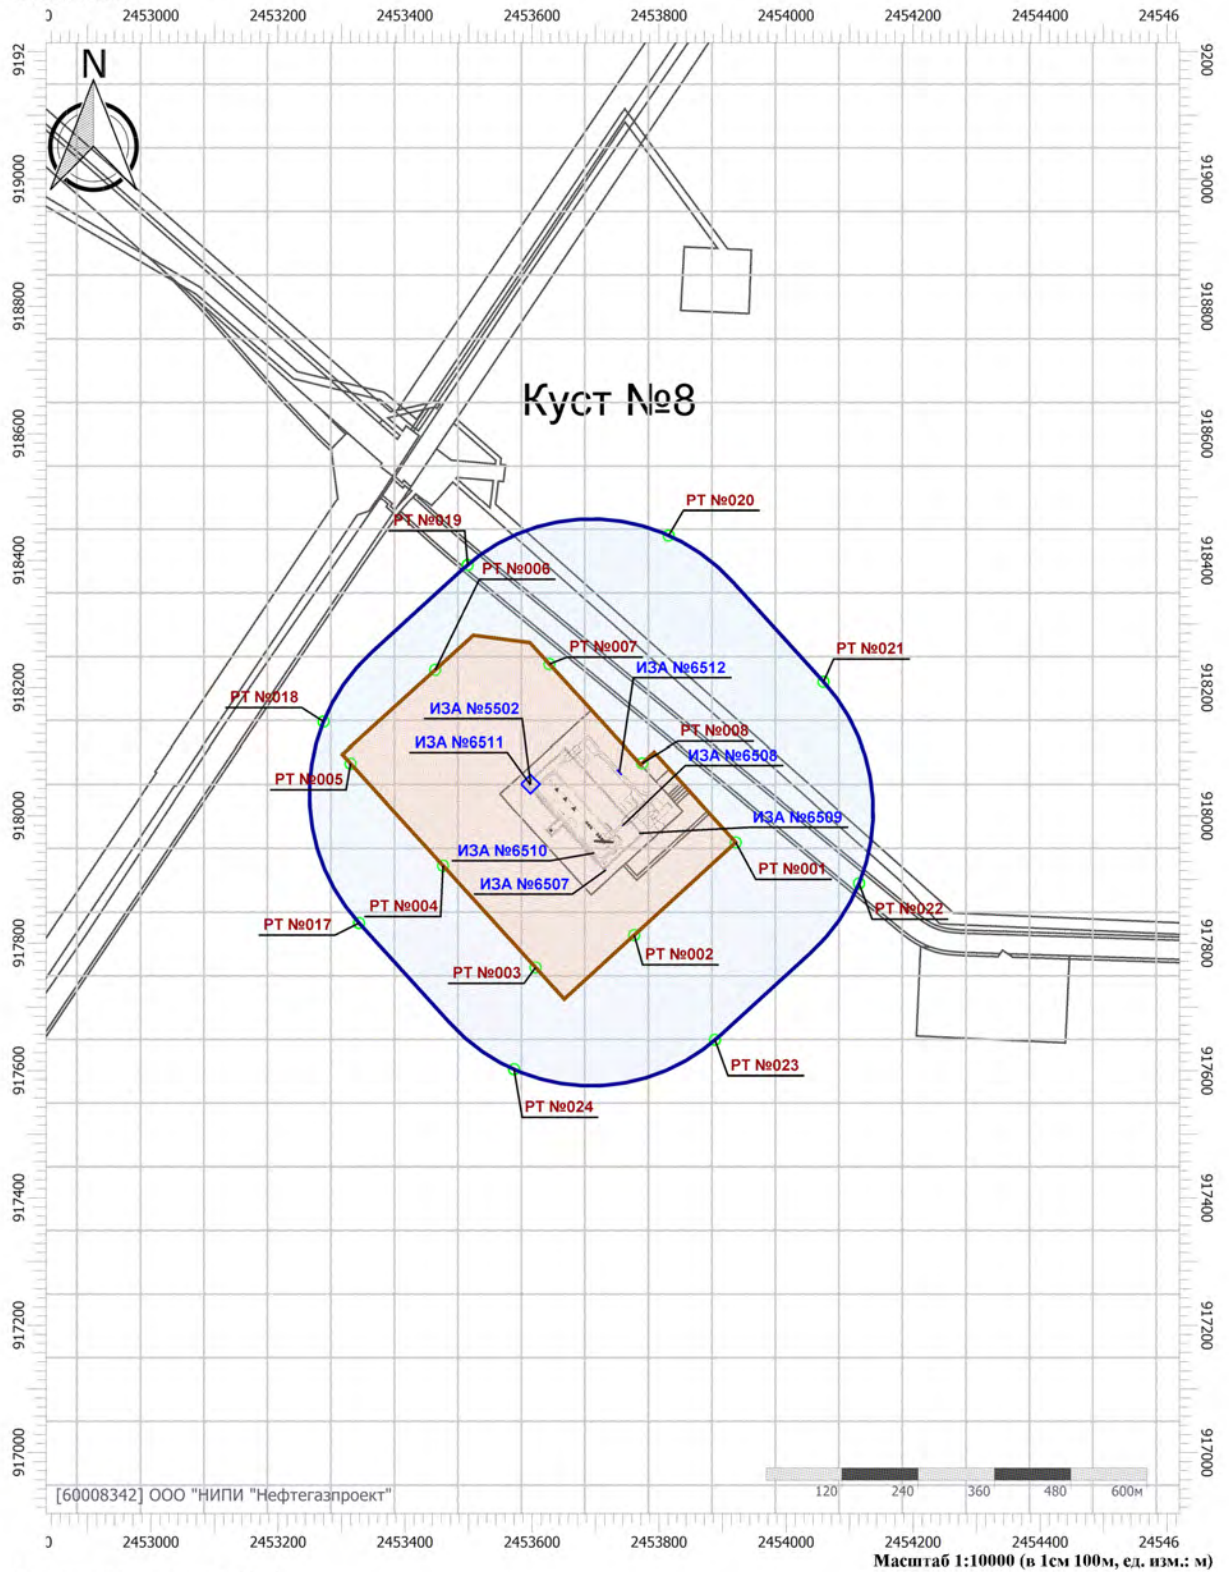 2453000 2453200 2453400 2453600 2453800 2454000 2454200 2454400 24546
9192
9200
N
919000
919000
918800
918800
Куст №8
918600
918600
РТ №020
РТ №019
918400
918400
РТ №006
РТ №007
РТ №021
ИЗА №6512
918200
918200
РТ №018
ИЗА №5502
РТ №008
ИЗА №6511
ИЗА №6508
РТ №005
918000
918000
ИЗА №6509
ИЗА №6510
РТ №001
ИЗА №6507
РТ №004
РТ №022
РТ №017
917800
917800
РТ №002
РТ №003
РТ №023
917600
917600
РТ №024
917400
917400
917200
917200
917000
917000
120 240 360 480 600м
[60008342] ООО "НИПИ "Нефтегазпроект"
2453000 2453200 2453400 2453600 2453800 2454000 2454200 2454400 24546
Масштаб 1:10000 (в 1см 100м, ед. изм.: м)